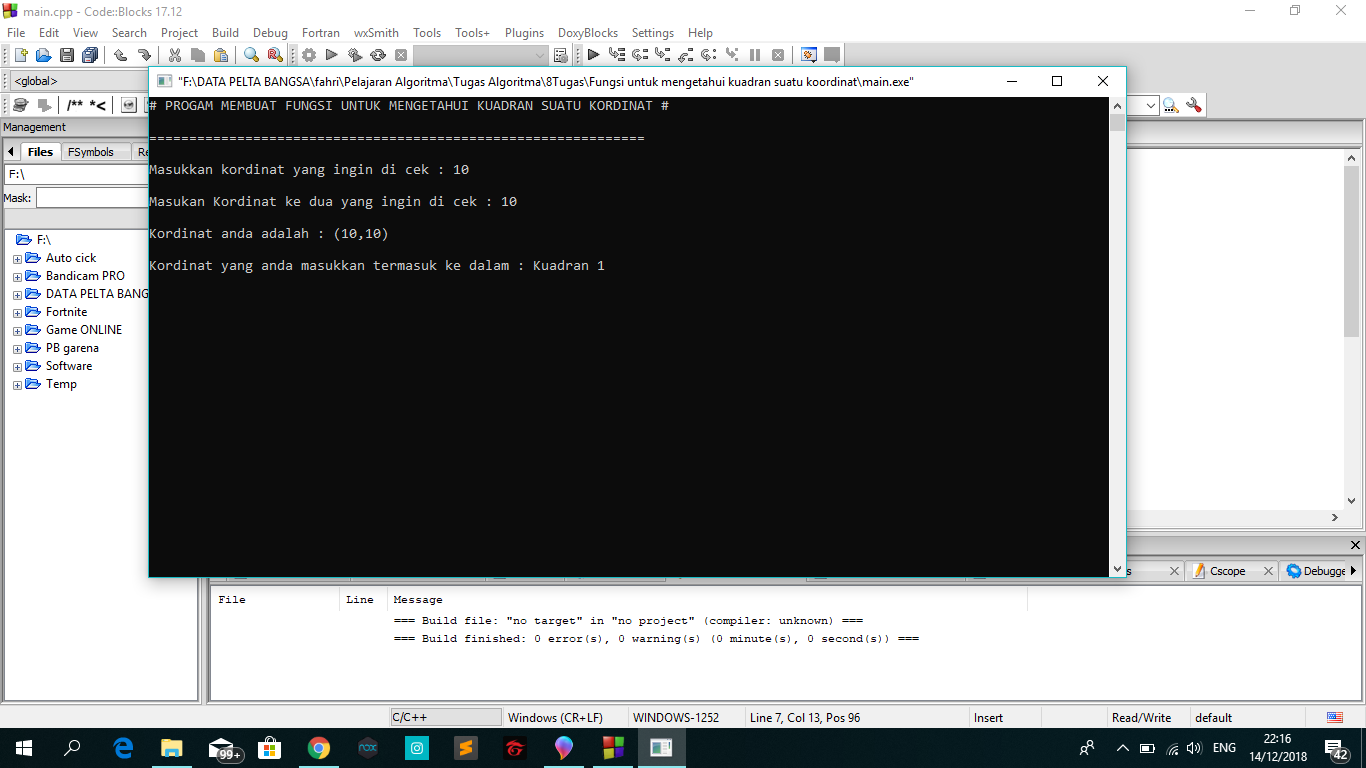 main.cpp - Code::Blocks 17.12
File Edit View Search Project Build Debug Fortran wxSmith Tools Tools+ Plugins DoxyBlocks Settings Help
<global>
"F:\DATA PELTA BANGSA\fahri\Pelajaran Algoritma\Tugas Algoritma\8Tugas\Fungsi untuk mengetahui kuadran suatu koordinat\main.exe"
/** *<
# PROGAM MEMBUAT FUNGSI UNTUK MENGETAHUI KUADRAN SUATU KORDINAT #
==============================================================
Masukkan kordinat yang ingin di cek : 10
Masukan Kordinat ke dua yang ingin di cek : 10
Kordinat anda adalah : (10,10)
Kordinat yang anda masukkan termasuk ke dalam : Kuadran 1
Management
Files FSymbols Re
F:\
Mask:
F:\
Auto cick
Bandicam PRO
DATA PELTA BANG
Fortnite
Game ONLINE
PB garena
Software
Temp
s Cscope Debugge
File Line Message
=== Build file: "no target" in "no project" (compiler: unknown) ===
=== Build finished: 0 error(s), 0 warning(s) (0 minute(s), 0 second(s)) ===
C/C++ Windows (CR+LF) WINDOWS-1252 Line 7, Col 13, Pos 96 Insert Read/Write default
99+ nox ENG 22:16
14/12/2018 42